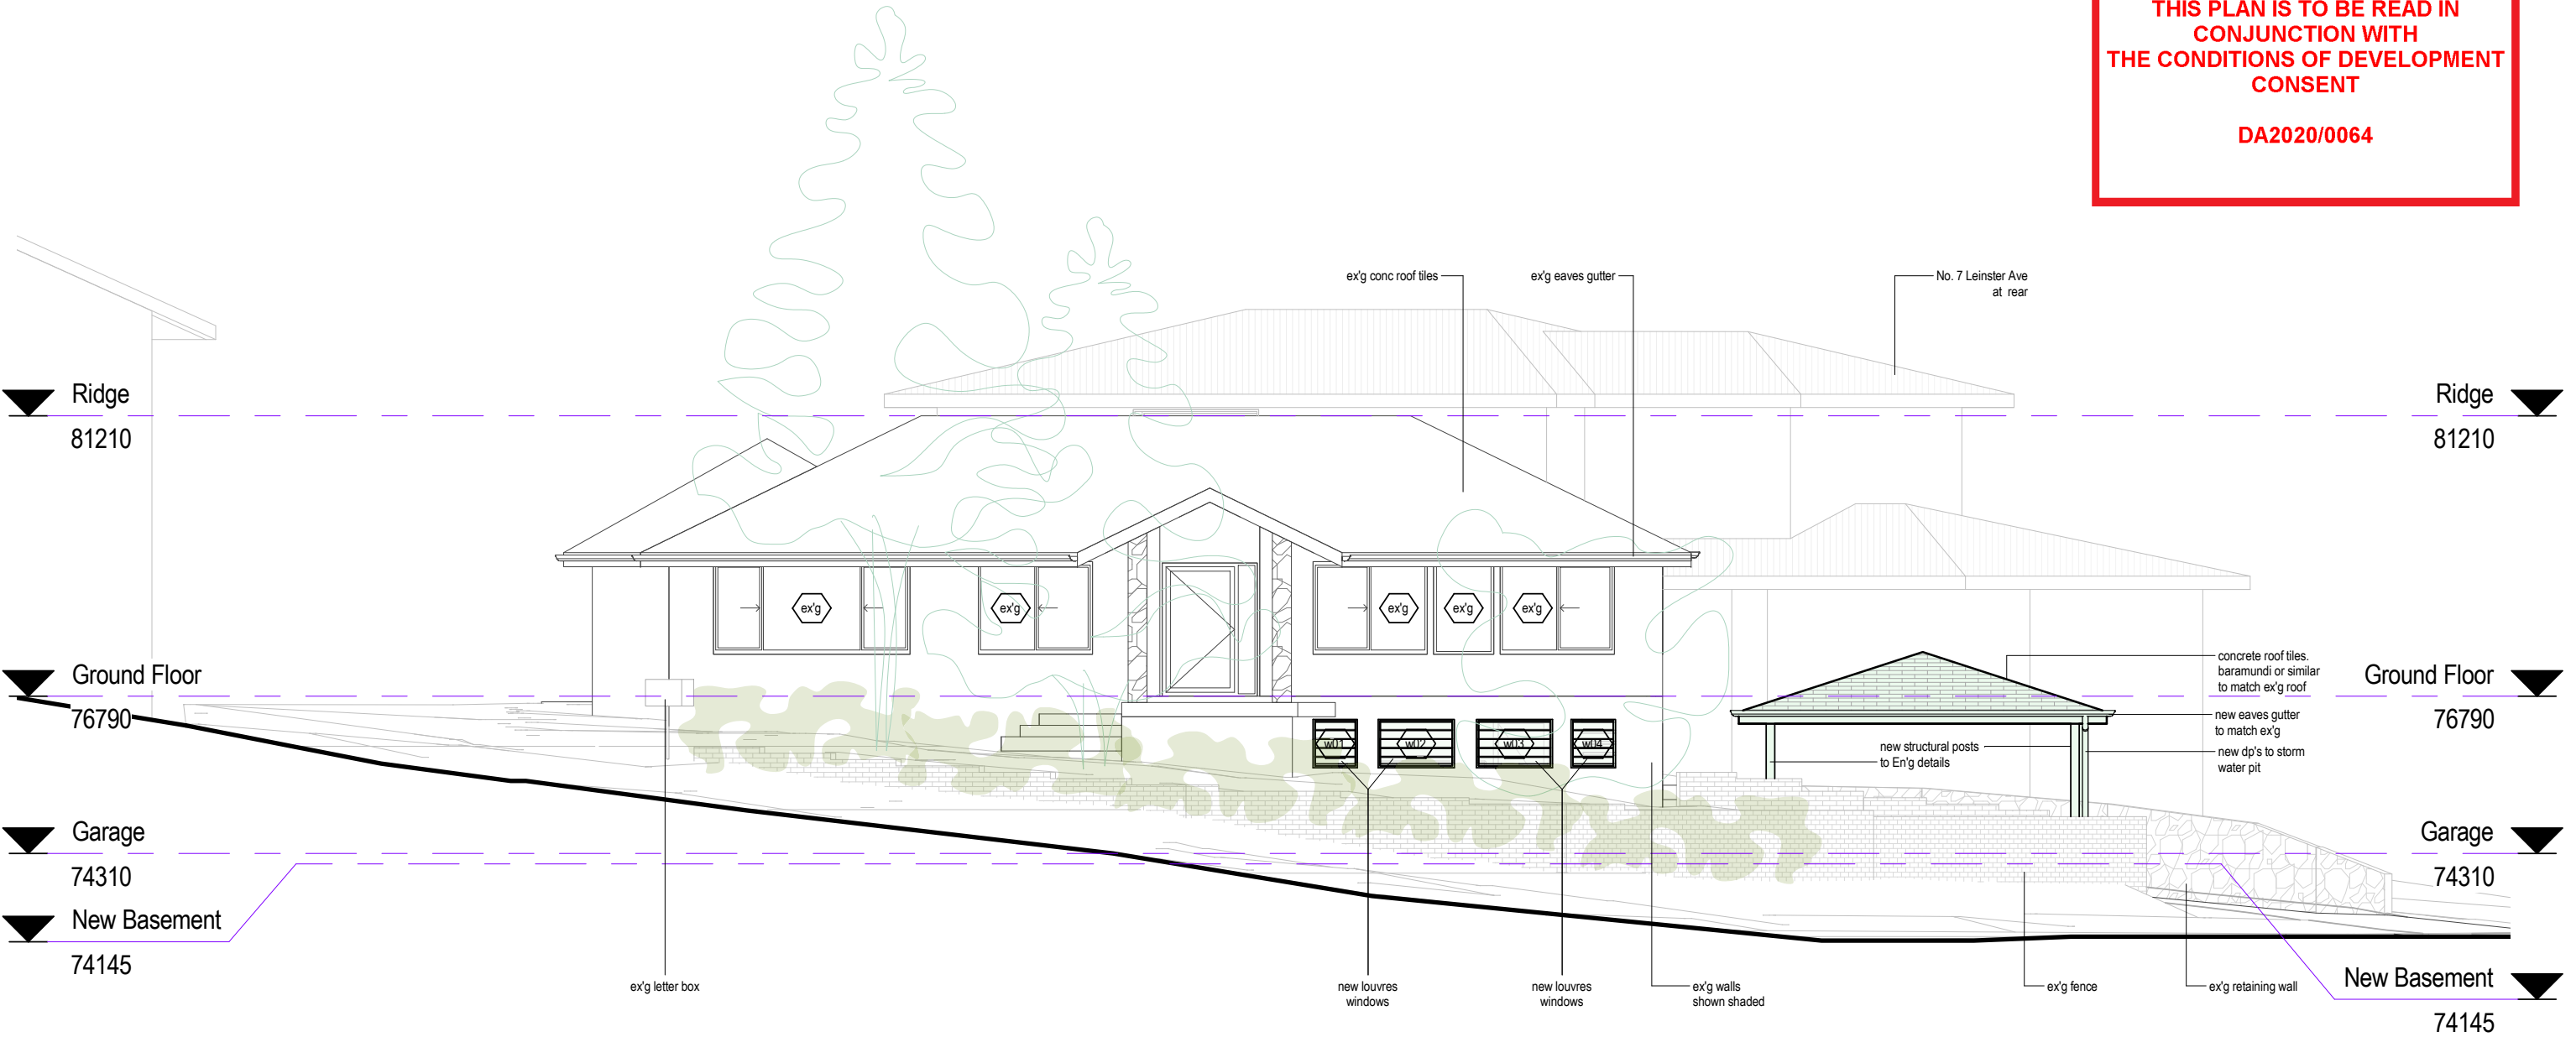 THIS PLAN IS TO BE READ IN
CONJUNCTION WITH
THE CONDITIONS OF DEVELOPMENT
CONSENT
DA2020/0064
ex'g conc roof tiles
ex'g eaves gutter
No. 7 Leinster Ave
at rear
Ridge
81210
Ridge
81210
ex'g
ex'g
ex'g
ex'g
ex'g
Ground Floor
76790
concrete roof tiles.
baramundi or similar
to match ex'g roof
new eaves gutter
to match ex'g
new dp's to storm
water pit
Ground Floor
76790
w01
w02
w03
w04
new structural posts
to En'g details
Garage
74310
Garage
74310
New Basement
74145
ex'g letter box
new louvres
windows
new louvres
windows
ex'g walls
shown shaded
ex'g fence
ex'g retaining wall
New Basement
74145